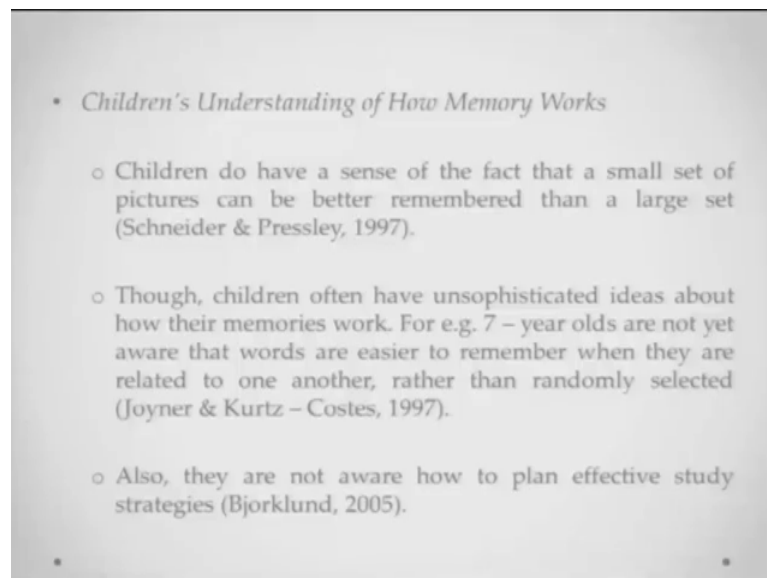 • Children's Understanding of How Memory Works
o Children do have a sense of the fact that a small set of
pictures can be better remembered than a large set
(Schneider & Pressley, 1997).
o Though, children often have unsophisticated ideas about
how their memories work. For e.g. 7 – year olds are not yet
aware that words are easier to remember when they are
related to one another, rather than randomly selected
(Joyner & Kurtz – Costes, 1997).
o Also, they are not aware how to plan effective study
strategies (Bjorklund, 2005).